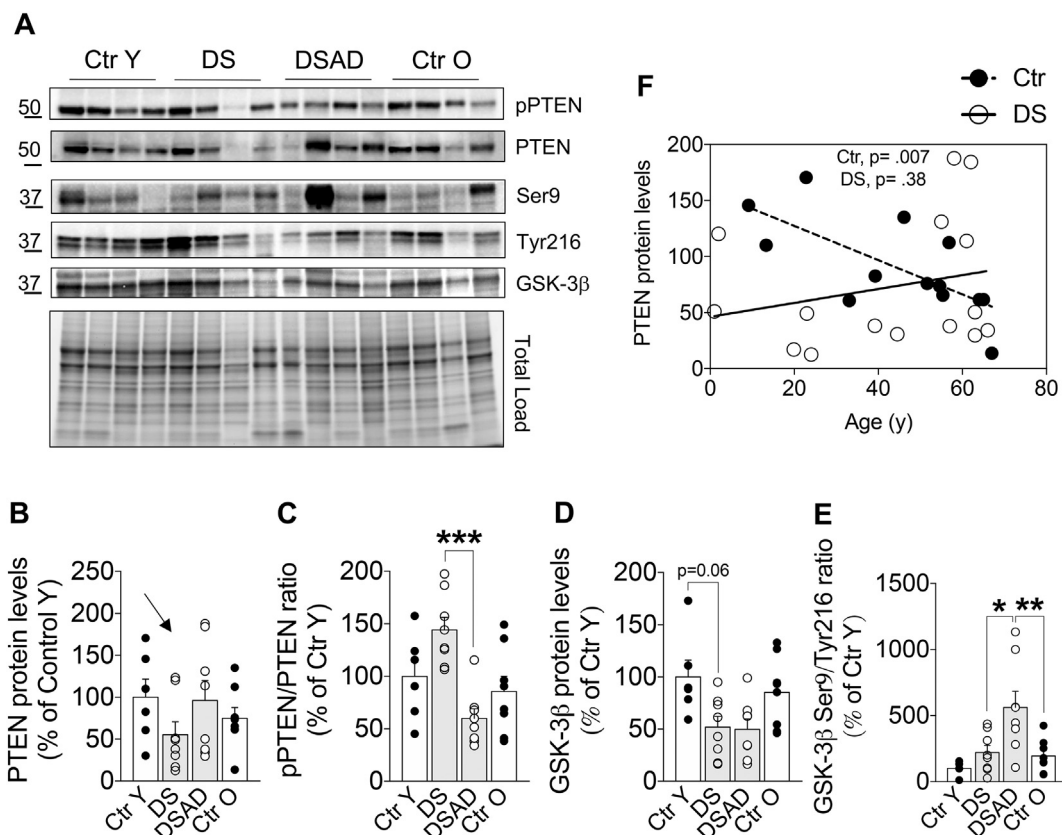 A
Ctr Y DS DSAD Ctr O
50 pPTEN
50 PTEN
37 Ser9
37 Tyr216
37 GSK-3β
Total Load
F
Ctr
DS
Ctr, p= .007
DS, p= .38
PTEN protein levels
200
150
100
50
0
0 20 40 60 80
Age (y)
B
PTEN protein levels
(% of Control Y)
250
200
150
100
50
0
Ctr Y DS DSAD Ctr O
C
pPTEN/PTEN ratio
(% of Ctr Y)
***
200
150
100
50
0
Ctr Y DS DSAD Ctr O
D
GSK-3β protein levels
(% of Ctr Y)
p=0.06
200
150
100
50
0
Ctr Y DS DSAD Ctr O
E
GSK-3β Ser9/Tyr216 ratio
(% of Ctr Y)
* **
1500
1000
500
0
Ctr Y DS DSAD Ctr O